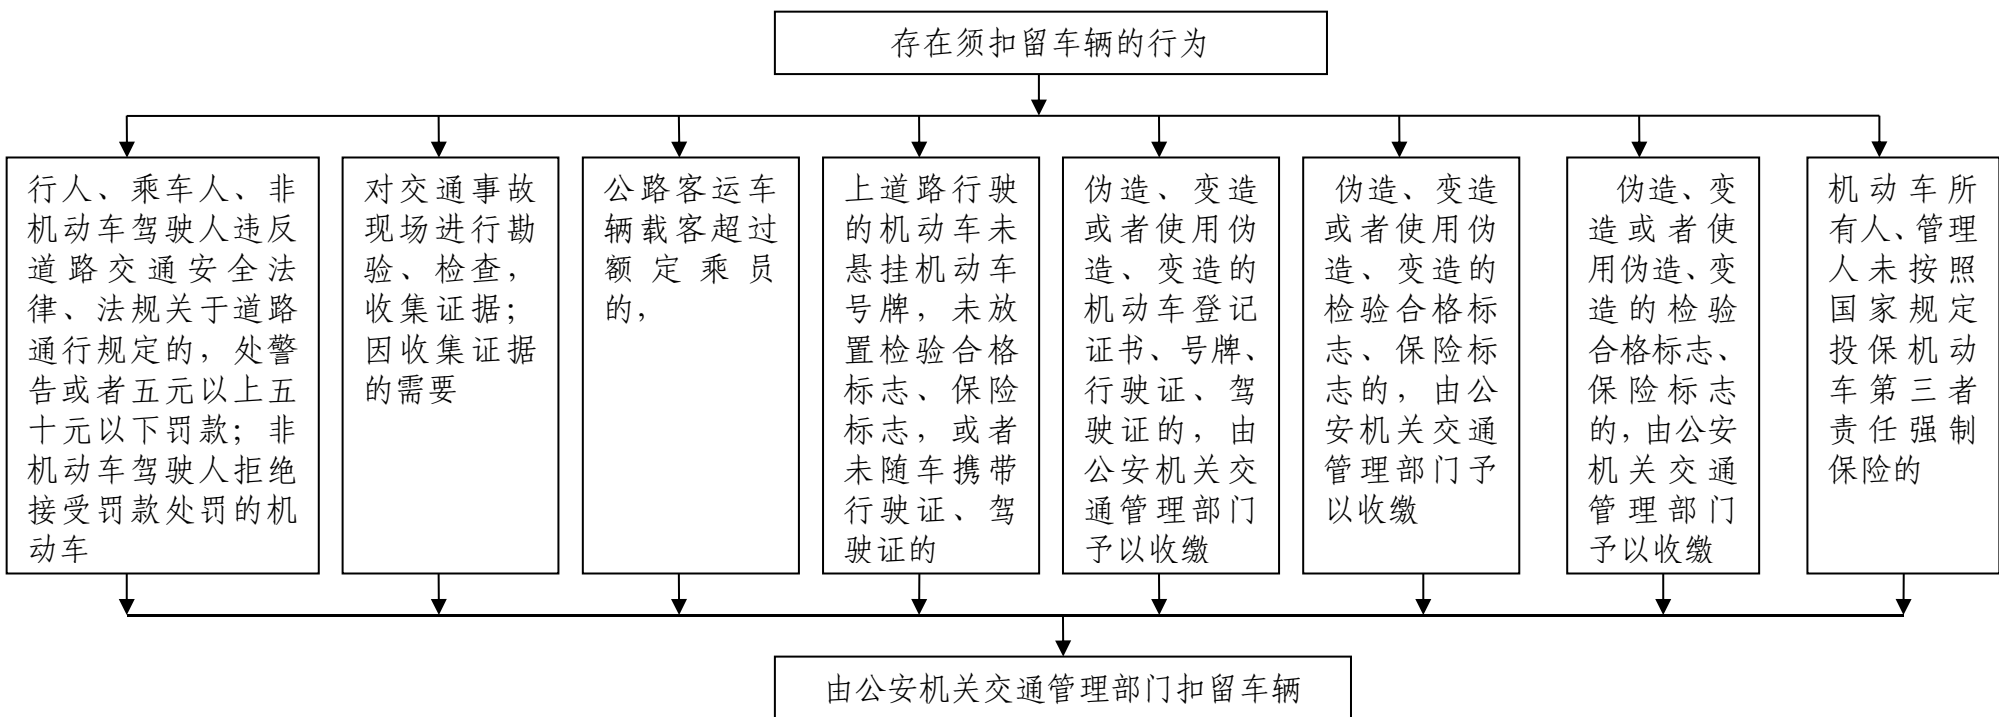 存在须扣留车辆的行为
行人、乘车人、非
机动车驾驶人违反
道路交通安全法
律、法规关于道路
通行规定的，处警
告或者五元以上五
十元以下罚款；非
机动车驾驶人拒绝
接受罚款处罚的机
动车
对交通事故
现场进行勘
验、检查，
收集证据；
因收集证据
的需要
公路客运车
辆载客超过
额定乘员
的，
上道路行驶
的机动车未
悬挂机动车
号牌，未放
置检验合格
标志、保险
标志，或者
未随车携带
行驶证、驾
驶证的
伪造、变造
或者使用伪
造、变造的
机动车登记
证书、号牌、
行驶证、驾
驶证的，由
公安机关交
通管理部门
予以收缴
伪造、变造
或者使用伪
造、变造的
检验合格标
志、保险标
志的，由公
安机关交通
管理部门予
以收缴
伪造、变
造或者使
用伪造、变
造的检验
合格标志、
保险标志
的，由公安
机关交通
管理部门
予以收缴
机动车所
有人、管理
人未按照
国家规定
投保机动
车第三者
责任强制
保险的
由公安机关交通管理部门扣留车辆